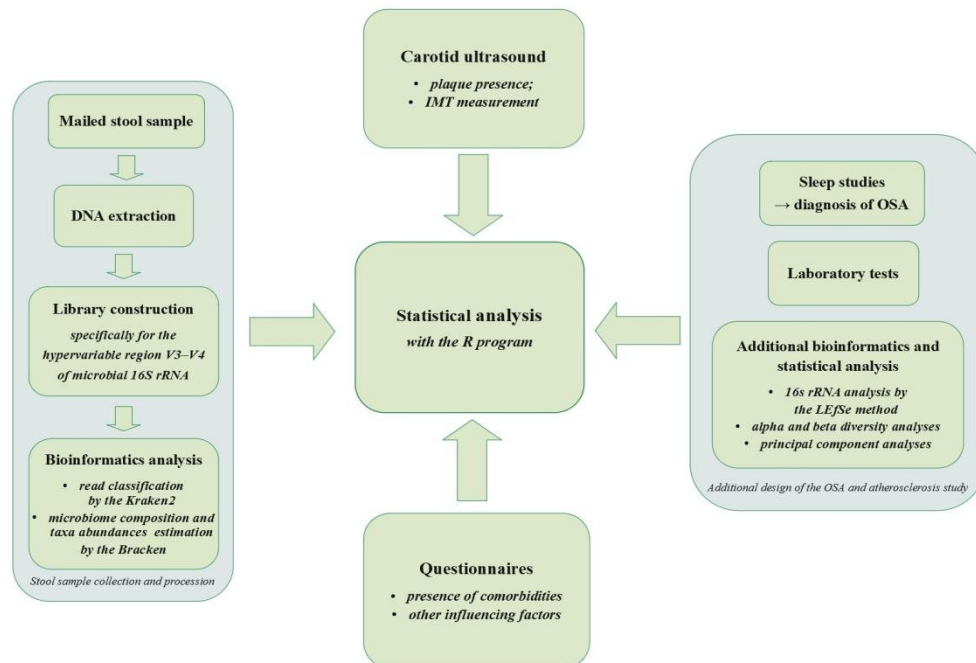 Mailed stool sample
DNA extraction
Library construction
specifically for the
hypervariable region V3–V4
of microbial 16S rRNA
Bioinformatics analysis
• read classification
by the Kraken2
• microbiome composition and
taxa abundances estimation
by the Bracken
Stool sample collection and procession
Carotid ultrasound
• plaque presence;
• IMT measurement
Statistical analysis
with the R program
Questionnaires
• presence of comorbidities
• other influencing factors
Sleep studies
→ diagnosis of OSA
Laboratory tests
Additional bioinformatics and
statistical analysis
• 16s rRNA analysis by
the LEfSe method
• alpha and beta diversity analyses
• principal component analyses
Additional design of the OSA and atherosclerosis study